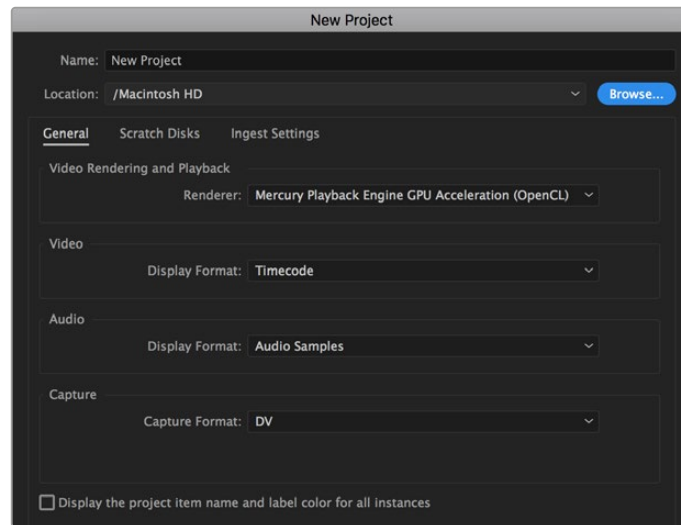 New Project
Name: New Project
Location: /Macintosh HD Browse...
General Scratch Disks Ingest Settings
Video Rendering and Playback
Renderer: Mercury Playback Engine GPU Acceleration (OpenCL)
Video
Display Format: Timecode
Audio
Display Format: Audio Samples
Capture
Capture Format: DV
Display the project item name and label color for all instances